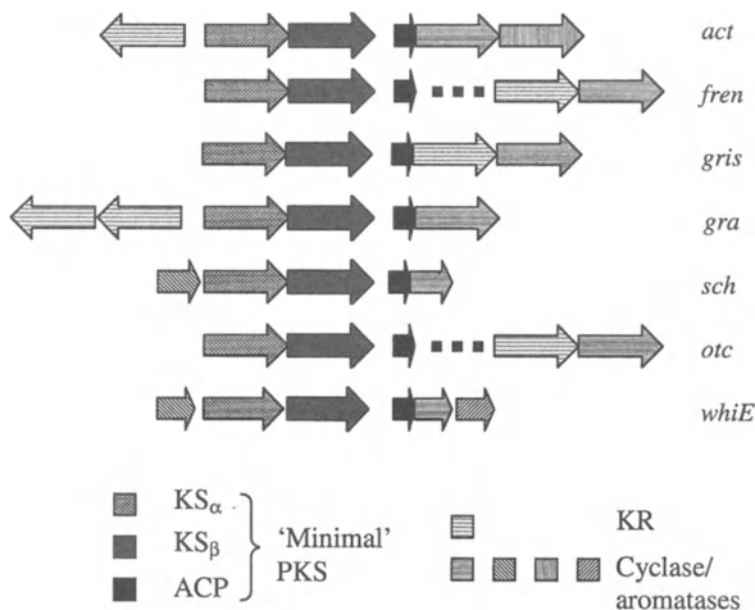 act
fren
gris
gra
sch
otc
whiE
KSα
KSβ
ACP
'Minimal'
PKS
KR
Cyclase/
aromatases